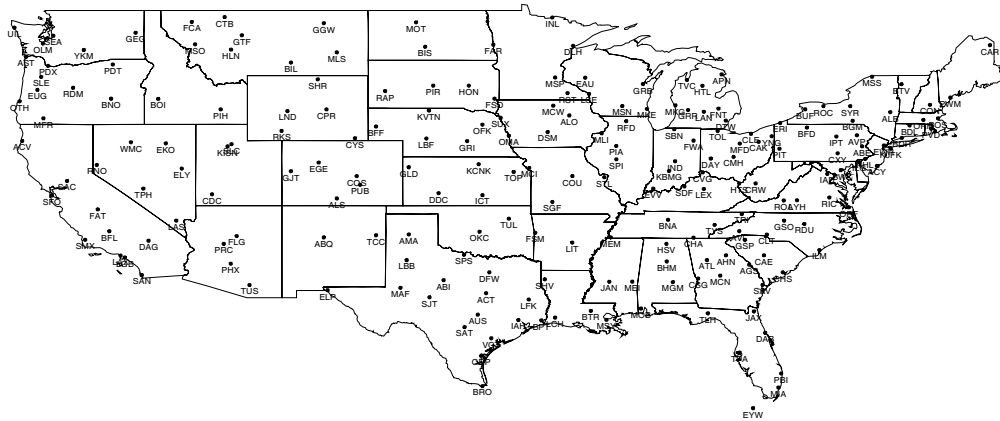 INL
CAR
UIL
FCA
CTB
GGW
MOT
SEA
OLM
GEG
MSO
GTF
HLN
BIS
FAR
DLH
AST
YKM
MLS
PDX
PDT
BIL
MSP
EAU
GRB
TVC
APN
MSS
BTV
SLE
EUG
RDM
BNO
BOI
SHR
RAP
PIR
HON
HTL
OTH
PIH
LND
CPR
FSD
RST
LSE
MSN
MKE
MKG
GRR
LAN
FNT
BUF
ROC
SYR
ALB
CON
PWM
MFR
KVTN
MCW
ALO
RFD
DTW
ERI
BGM
BDL
BOS
ACV
RKS
BFF
OFK
SUX
DSM
MLI
SBN
TOL
CLE
BFD
WMC
EKO
SLC
CYS
LBF
GRI
OMA
PIA
FWA
MFD
CAK
YNG
IPT
AVP
RNO
ELY
EGE
GLD
KCNK
SPI
IND
DAY
CMH
PIT
CXY
ABE
SAC
TPH
GJT
COS
PUB
TOP
MCI
COU
STL
KBMG
CVG
ACY
SFO
CDC
ALS
DDC
ICT
SGF
EVV
SDF
LEX
HTS
CRW
RIC
FAT
LAS
TUL
BNA
TRI
ROA
LYH
BFL
FLG
PRC
ABQ
TCC
AMA
OKC
FSM
MEM
TYS
GSO
RDU
SMX
DAG
PHX
LBB
SPS
LIT
HSV
CHA
AVL
GSP
CLT
ILM
SAN
TUS
ELP
MAF
ABI
DFW
SHV
BHM
ATL
AHN
CAE
SJT
ACT
LFK
JAN
MEI
MGM
CSG
MCN
AGS
CHS
SAV
AUS
SAT
IAH
BPT
LCH
BTR
MSY
MOB
TLH
JAX
CRP
DAB
TPA
BRO
PBI
MIA
EYW